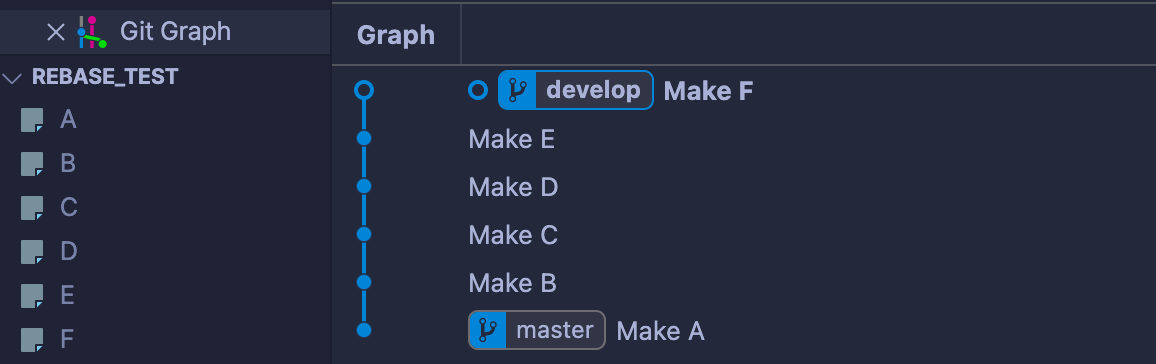 Git Graph
REBASE_TEST
A
B
C
D
E
F
Graph
develop Make F
Make E
Make D
Make C
Make B
master Make A